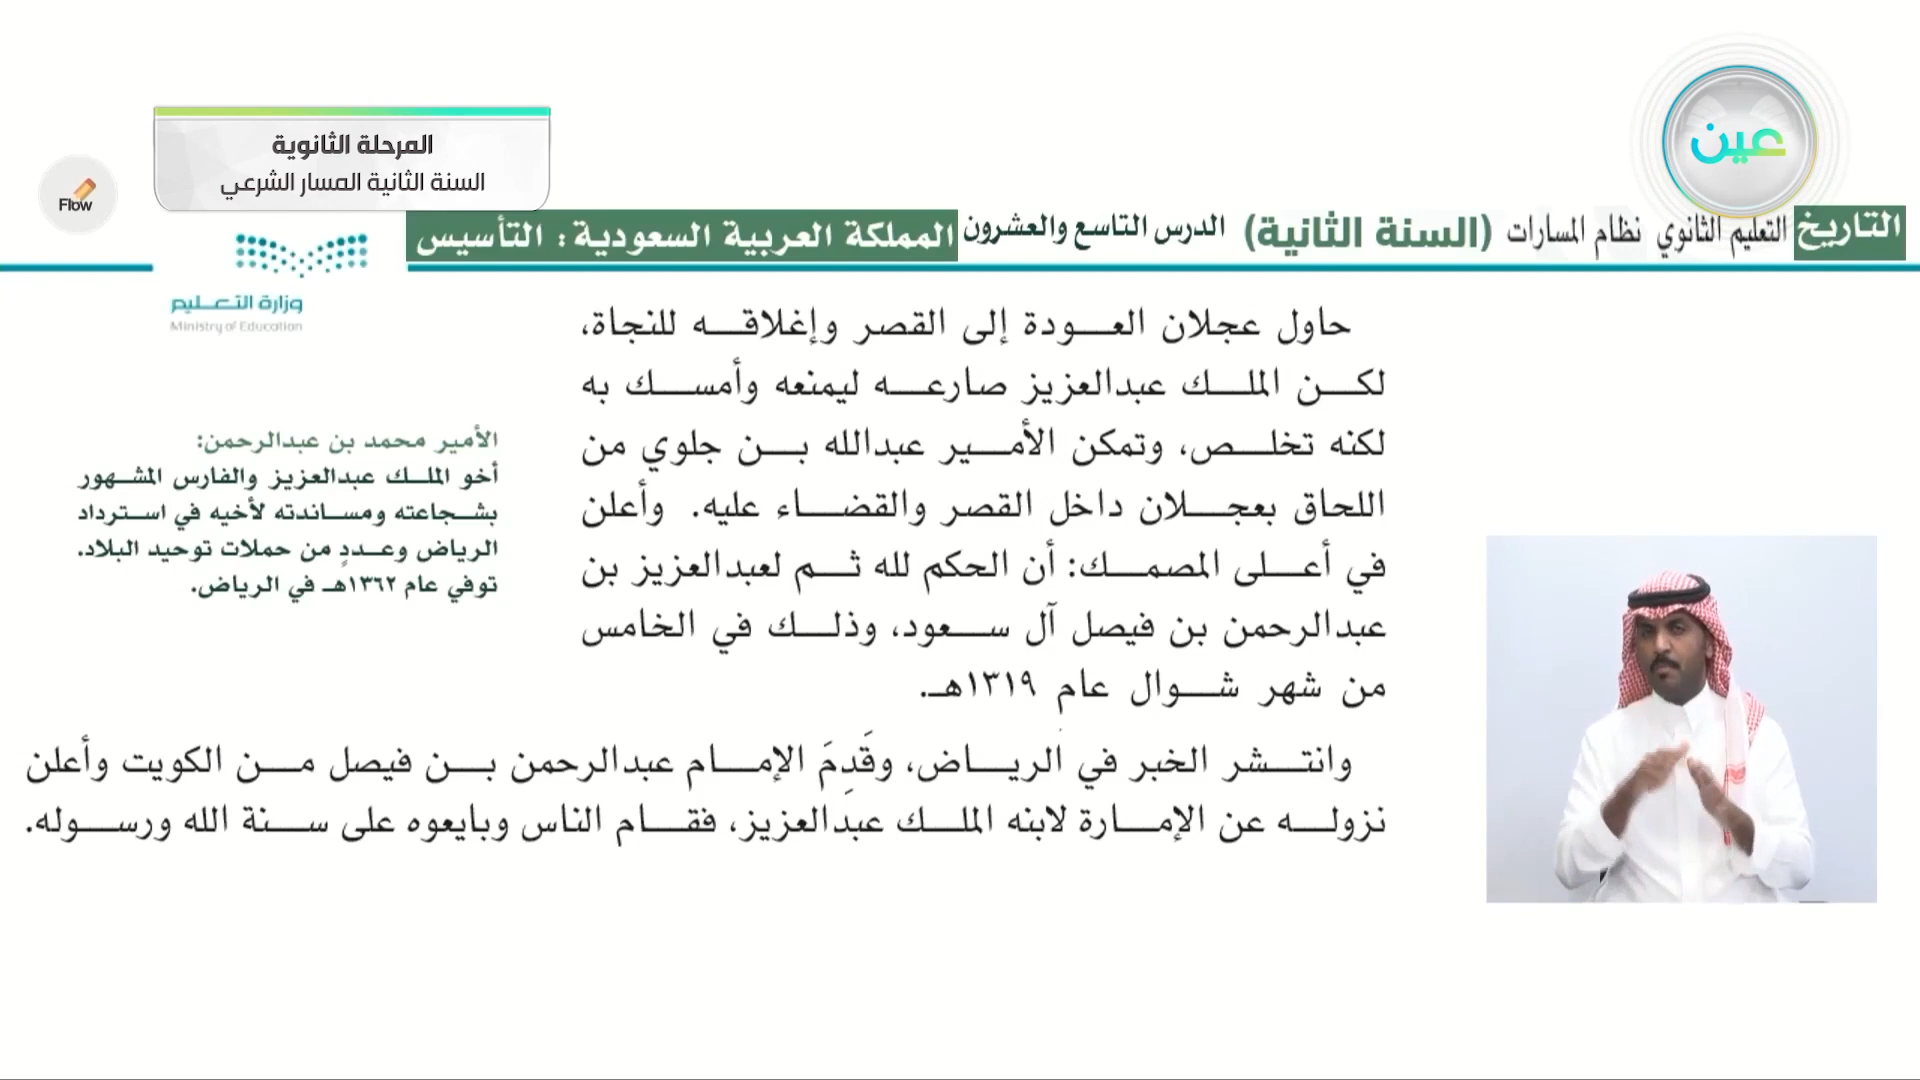 عين
المرحلة الثانوية
السنة الثانية المسار الشرعي
Flow
التاريخ التعليم الثانوي نظام المسارات (السنة الثانية) الدرس التاسع والعشرون المملكة العربية السعودية: التأسيس
وزارة التعليم
Ministry of Education
حاول عجلان العودة إلى القصر وإغلاقه للنجاة،
لكن الملك عبدالعزيز صارعه ليمنعه وأمسك به
لكنه تخلص، وتمكن الأمير عبدالله بن جلوي من
اللحاق بعجلان داخل القصر والقضاء عليه. وأعلن
في أعلى المصمك: أن الحكم لله ثم لعبدالعزيز بن
عبدالرحمن بن فيصل آل سعود، وذلك في الخامس
من شهر شوال عام ١٣١٩هـ.
الأمير محمد بن عبدالرحمن:
أخو الملك عبدالعزيز والفارس المشهور
بشجاعته ومساندته لأخيه في استرداد
الرياض وعددٍ من حملات توحيد البلاد.
توفي عام ١٣٦٢هـ في الرياض.
وانتشر الخبر في الرياض، وقَدِمَ الإمام عبدالرحمن بن فيصل من الكويت وأعلن
نزوله عن الإمارة لابنه الملك عبدالعزيز، فقام الناس وبايعوه على سنة الله ورسوله.